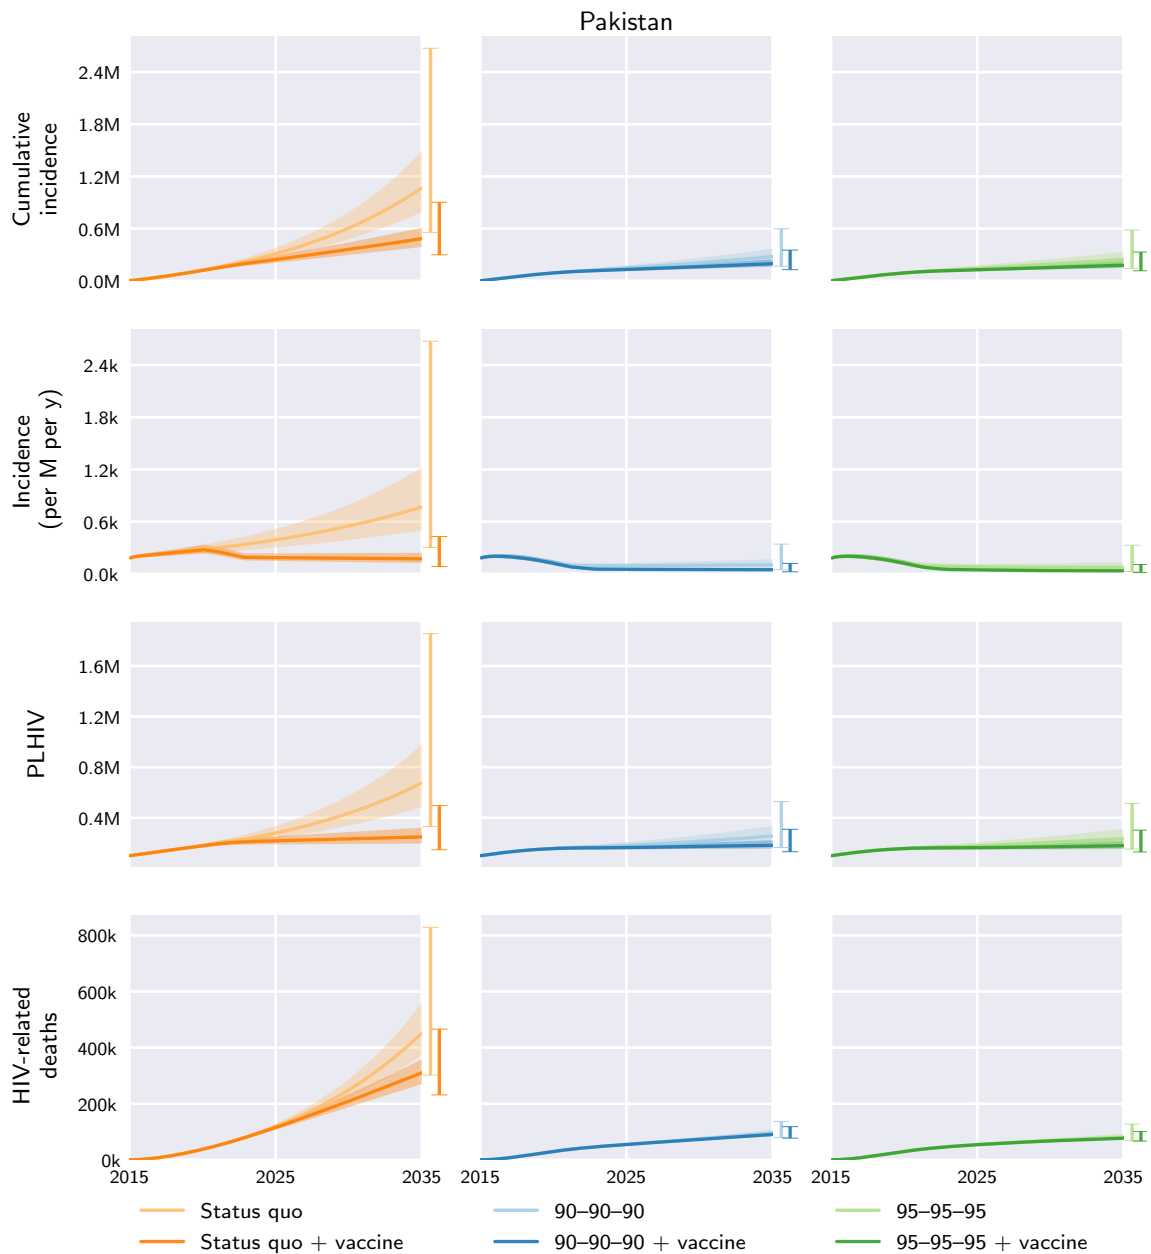 Pakistan
Cumulative
incidence
2.4M
1.8M
1.2M
0.6M
0.0M
Incidence
(per M per y)
2.4k
1.8k
1.2k
0.6k
0.0k
PLHIV
1.6M
1.2M
0.8M
0.4M
HIV-related
deaths
800k
600k
400k
200k
0k
2015 2025 2035 2015 2025 2035 2015 2025 2035
Status quo 90–90–90 95–95–95
Status quo + vaccine 90–90–90 + vaccine 95–95–95 + vaccine